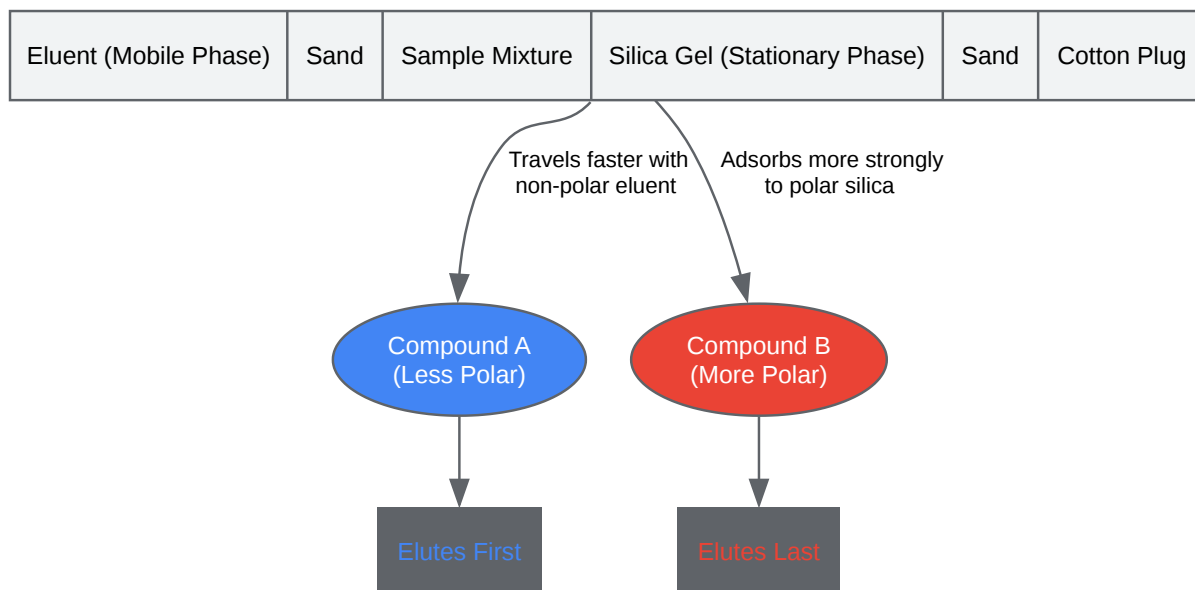 Eluent (Mobile Phase)
Sand
Sample Mixture
Silica Gel (Stationary Phase)
Sand
Cotton Plug
Travels faster with
non-polar eluent
Adsorbs more strongly
to polar silica
Compound A
(Less Polar)
Compound B
(More Polar)
Elutes First
Elutes Last